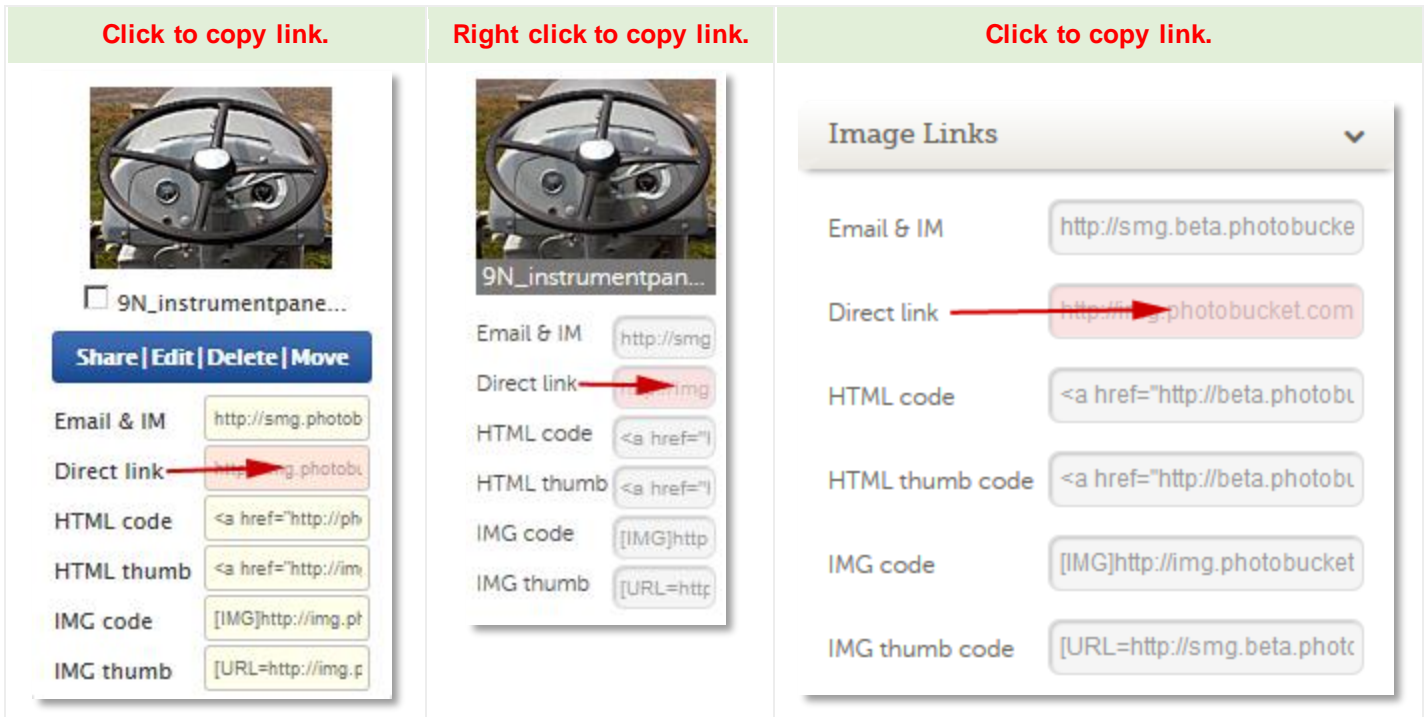 Click to copy link.
9N_instrumentpane...
Share|Edit|Delete|Move
Email & IM http://smg.photob
Direct link
HTML code <a href="http://ph
HTML thumb <a href="http://im
IMG code [IMG]http://img.ph
IMG thumb [URL=http://img.p
Right click to copy link.
9N_instrumentpan...
Email & IM http://smg
Direct link
HTML code <a href="
HTML thumb <a href="
IMG code [IMG]http
IMG thumb [URL=http
Click to copy link.
Image Links
Email & IM http://smg.beta.photobucke
Direct link http://img.photobucket.com
HTML code <a href="http://beta.photobu
HTML thumb code <a href="http://beta.photobu
IMG code [IMG]http://img.photobucket
IMG thumb code [URL=http://smg.beta.photo